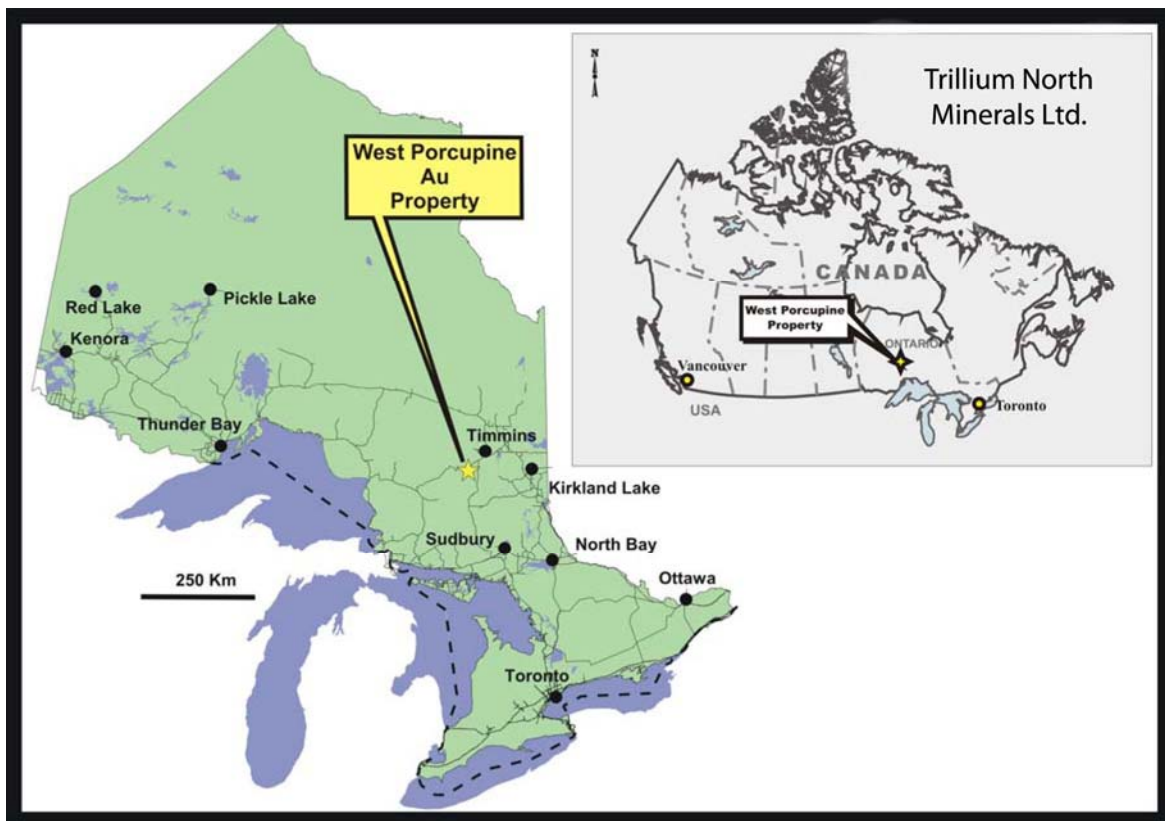 West Porcupine
Au
Property
Red Lake
Pickle Lake
Kenora
Thunder Bay
Timmins
Kirkland Lake
Sudbury
North Bay
250 Km
Ottawa
Toronto
N
Trillium North
Minerals Ltd.
CANADA
West Porcupine
Property
ONTARIO
Vancouver
USA
Toronto